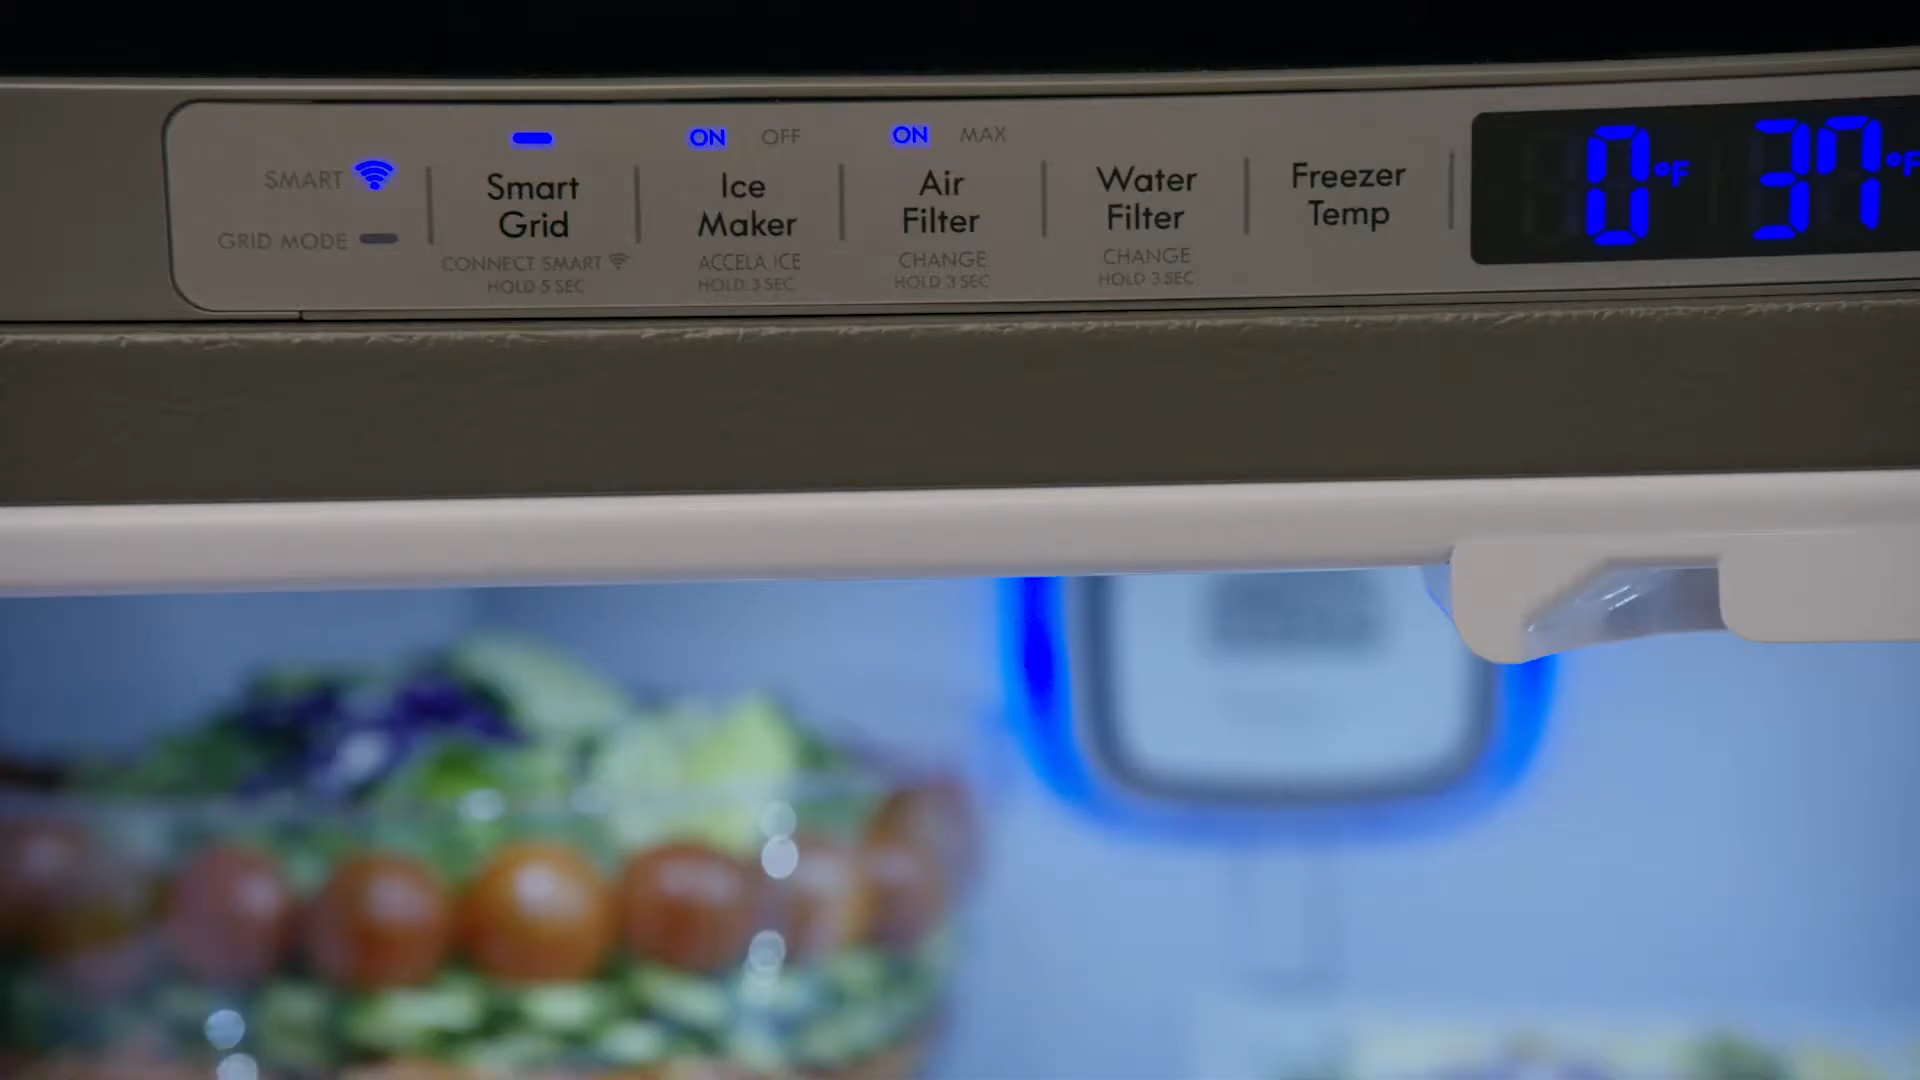 SMART
GRID MODE
Smart
Grid
CONNECT SMART
HOLD 5 SEC
ON OFF
Ice
Maker
ACCELA ICE
HOLD 3 SEC
ON MAX
Air
Filter
CHANGE
HOLD 3 SEC
Water
Filter
CHANGE
HOLD 3 SEC
Freezer
Temp
0°F 37°F